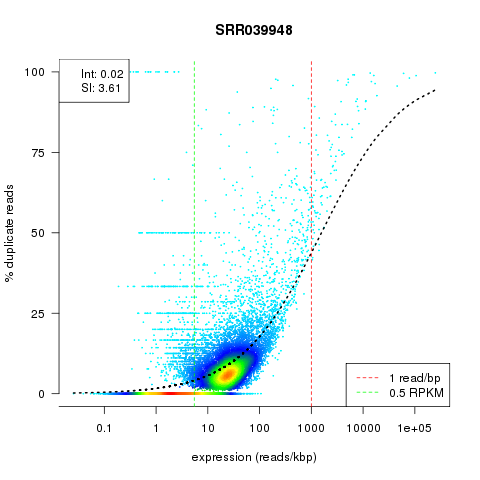 SRR039948
Int: 0.02
Sl: 3.61
100
75
50
25
0
% duplicate reads
1 read/bp
0.5 RPKM
0.1 1 10 100 1000 10000 1e+05
expression (reads/kbp)